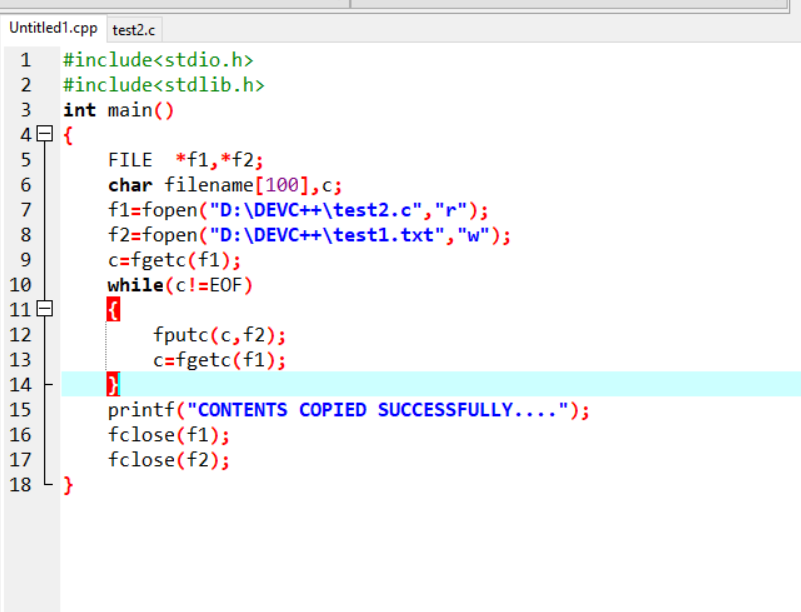 Untitled1.cpp test2.c
1 #include<stdio.h>
2 #include<stdlib.h>
3 int main()
4 {
5 FILE  *f1,*f2;
6 char filename[100],c;
7 f1=fopen("D:\DEVC++\test2.c","r");
8 f2=fopen("D:\DEVC++\test1.txt","w");
9 c=fgetc(f1);
10 while(c!=EOF)
11 {
12 fputc(c,f2);
13 c=fgetc(f1);
14 }
15 printf("CONTENTS COPIED SUCCESSFULLY....");
16 fclose(f1);
17 fclose(f2);
18 }